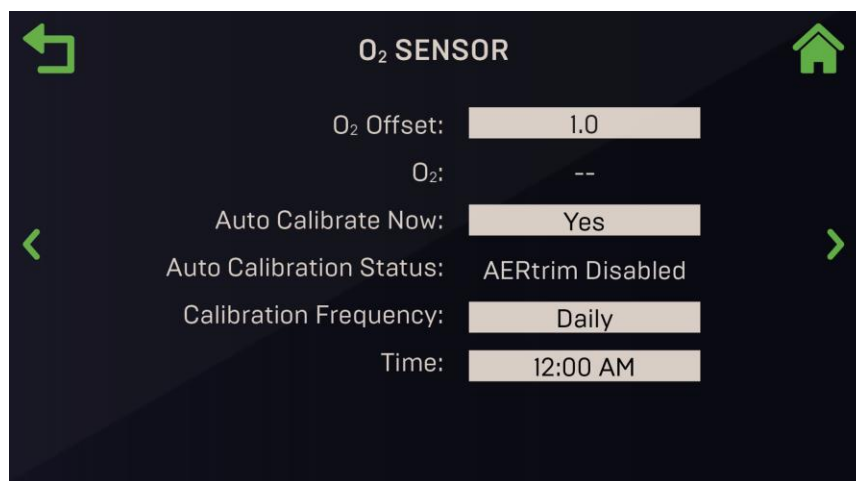 O₂ SENSOR
O₂ Offset: 1.0
O₂: --
Auto Calibrate Now: Yes
Auto Calibration Status: AERtrim Disabled
Calibration Frequency: Daily
Time: 12:00 AM